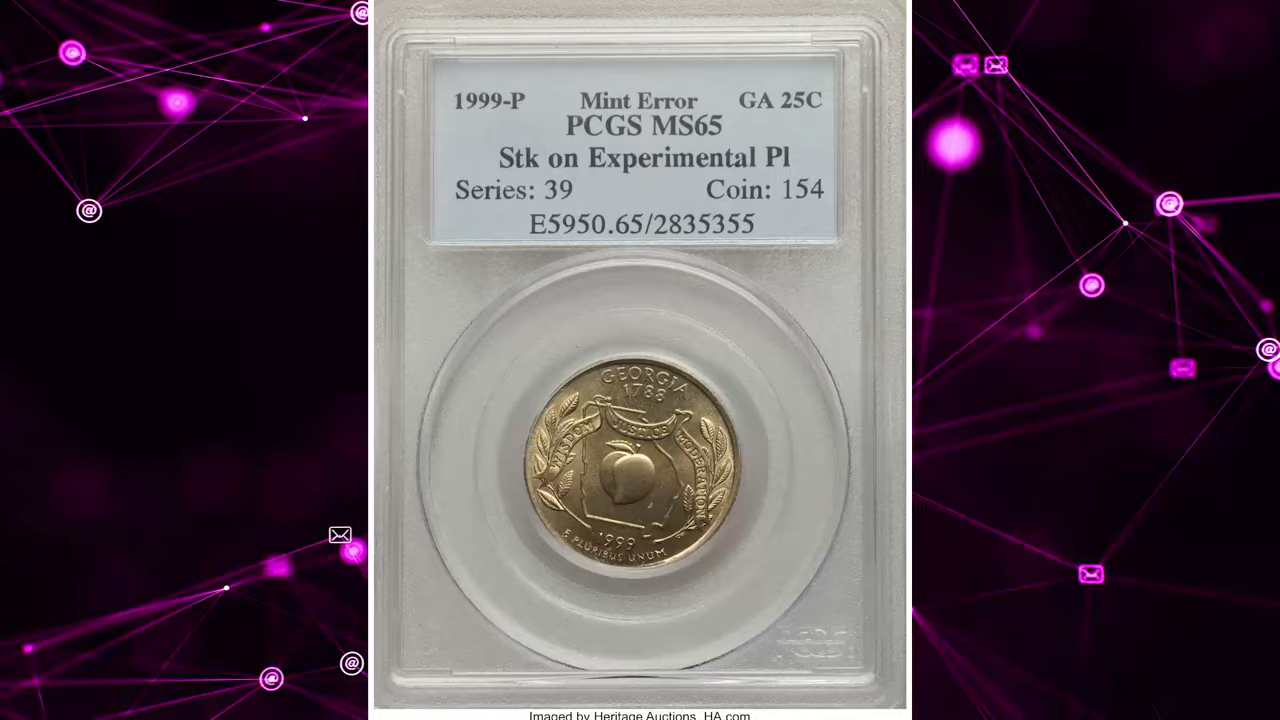 1999-P Mint Error GA 25C
PCGS MS65
Stk on Experimental Pl
Series: 39 Coin: 154
E5950.65/2835355
GEORGIA
1788
WISDOM JUSTICE MODERATION
1999
E PLURIBUS UNUM
Imaged by Heritage Auctions, HA.com